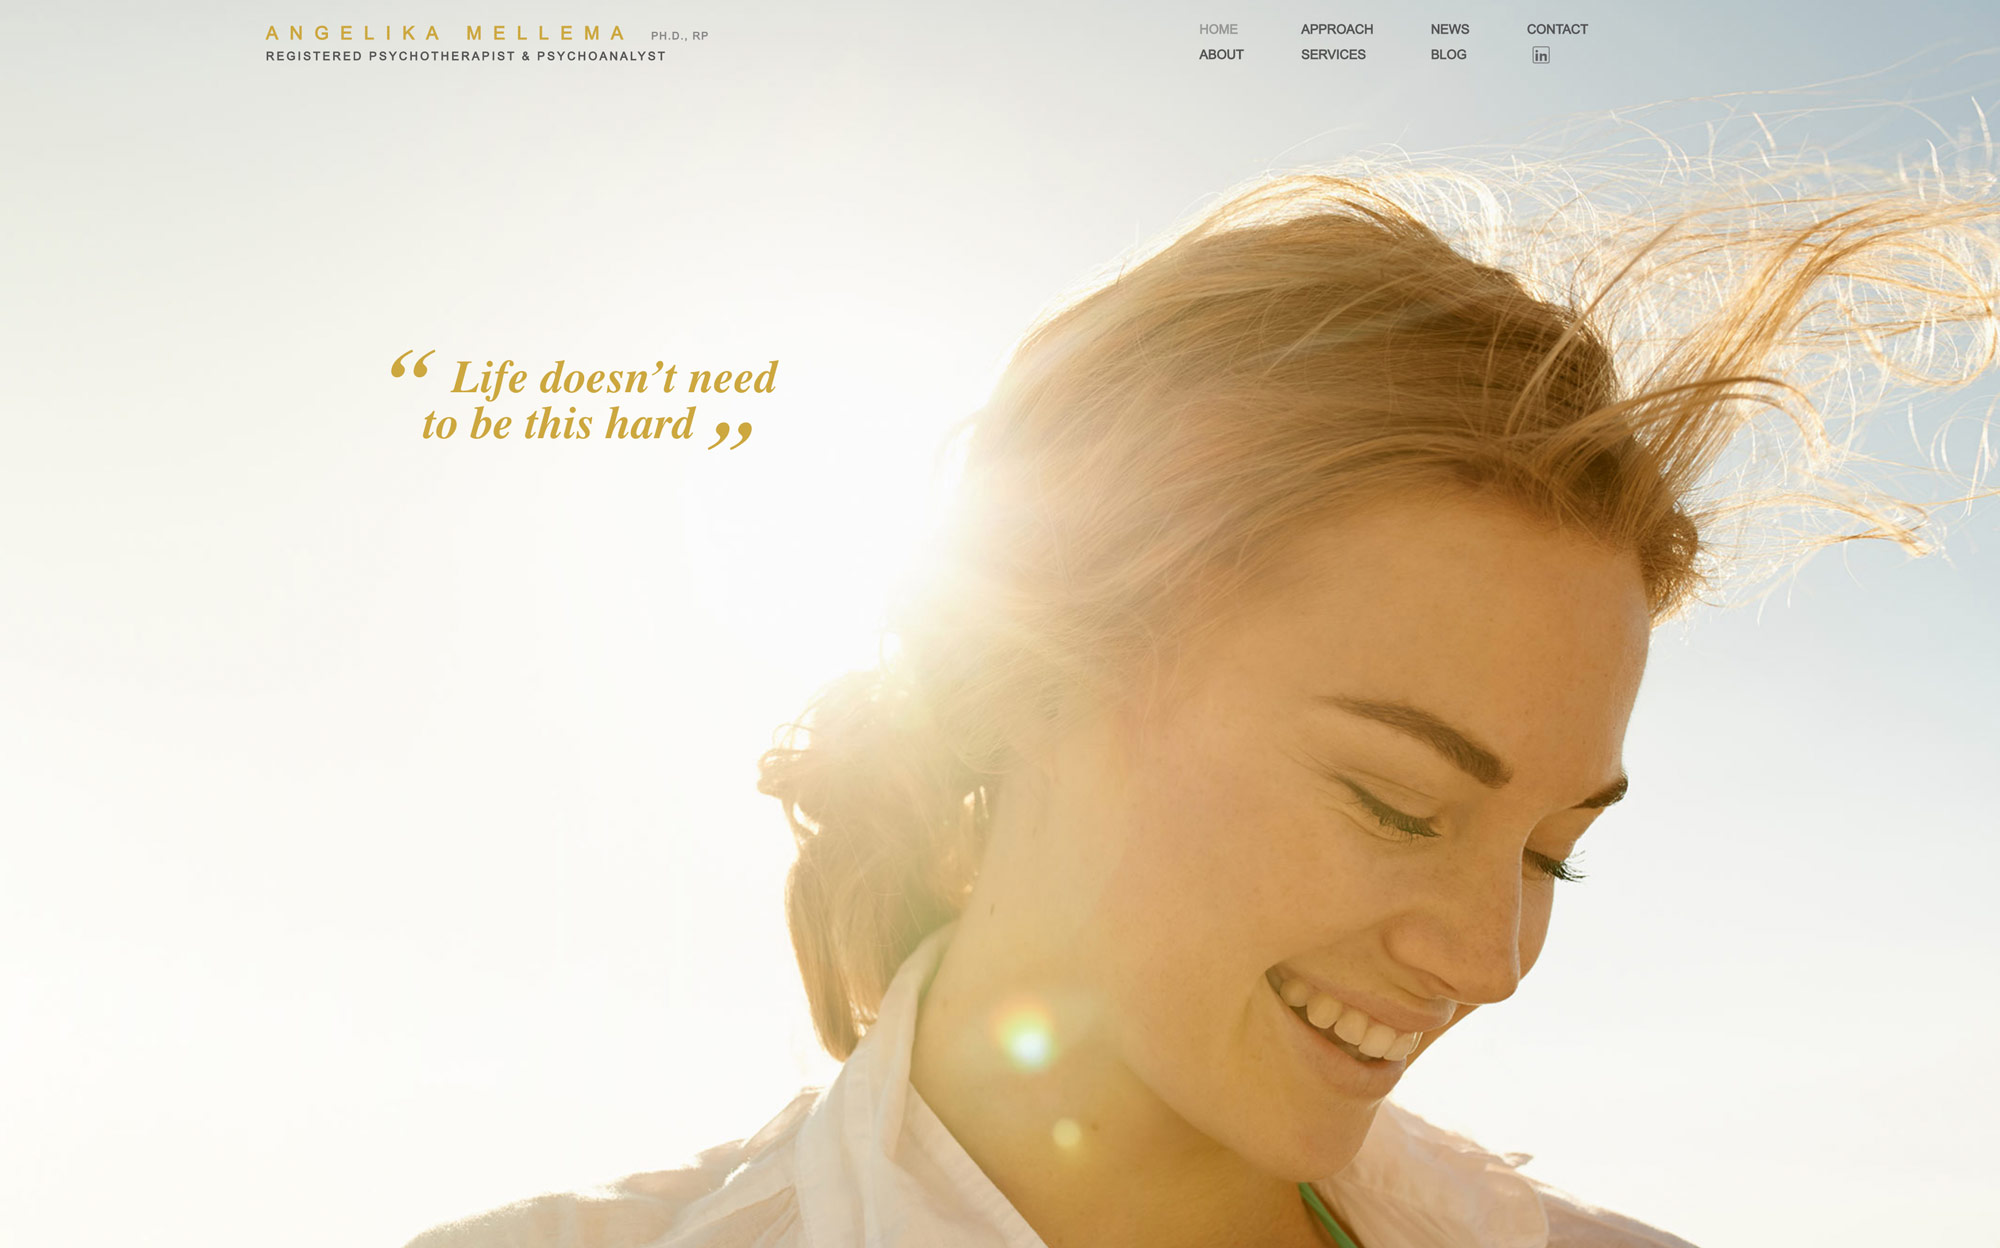 ANGELIKA MELLEMA PH.D., RP
REGISTERED PSYCHOTHERAPIST & PSYCHOANALYST
HOME APPROACH NEWS CONTACT
ABOUT SERVICES BLOG in
“ Life doesn’t need
to be this hard ”